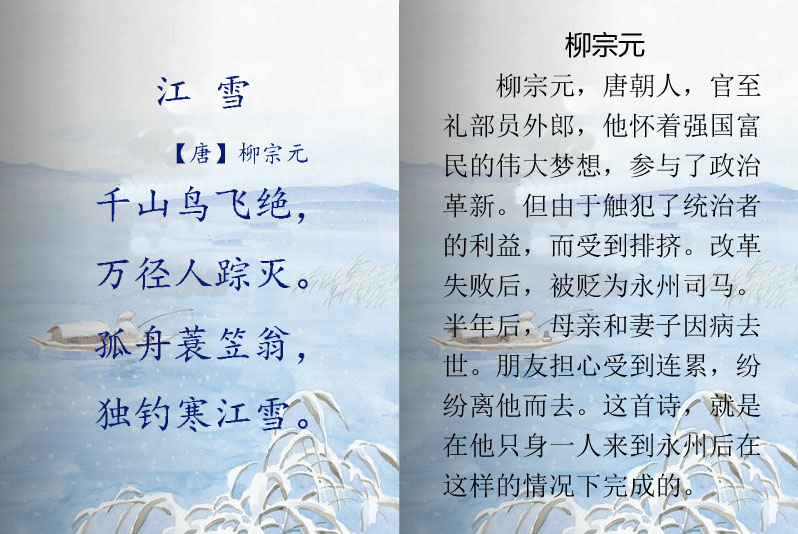 江 雪
【唐】柳宗元
千山鸟飞绝，
万径人踪灭。
孤舟蓑笠翁，
独钓寒江雪。
柳宗元
柳宗元，唐朝人，官至
礼部员外郎，他怀着强国富
民的伟大梦想，参与了政治
革新。但由于触犯了统治者
的利益，而受到排挤。改革
失败后，被贬为永州司马。
半年后，母亲和妻子因病去
世。朋友担心受到连累，纷
纷离他而去。这首诗，就是
在他只身一人来到永州后在
这样的情况下完成的。